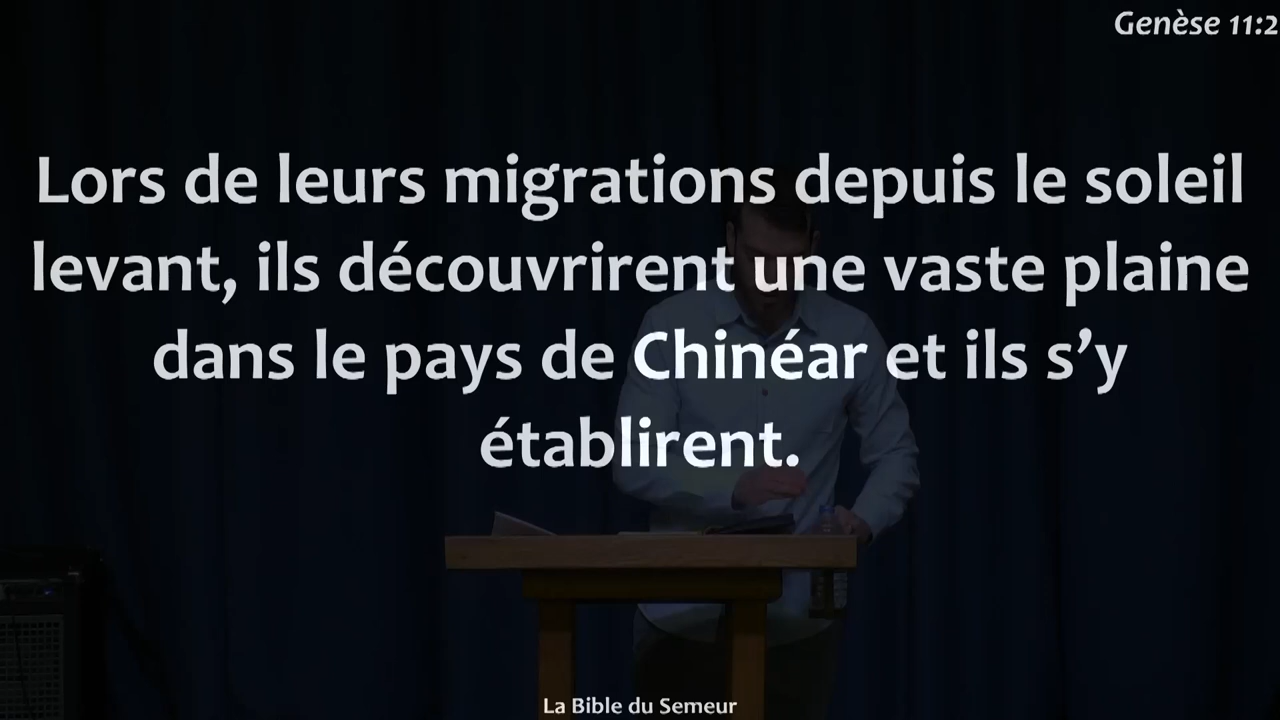 Genèse 11:2
Lors de leurs migrations depuis le soleil
levant, ils découvrirent une vaste plaine
dans le pays de Chinéar et ils s’y
établirent.
La Bible du Semeur